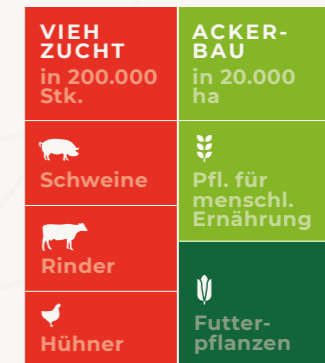 VIEH
ZUCHT
in 200.000
Stk.
Schweine
Rinder
Hühner
ACKER-
BAU
in 20.000
ha
Pfl. für
menschl.
Ernährung
Futter-
pflanzen